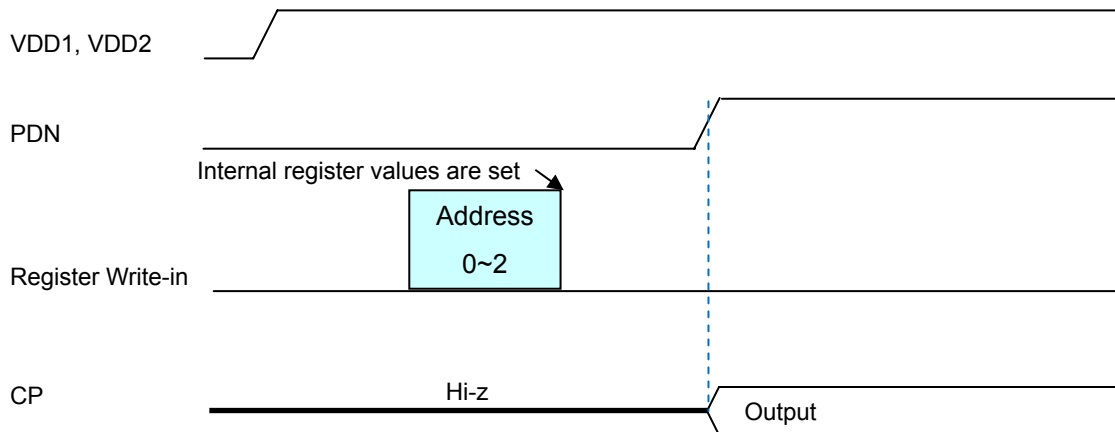 VDD1, VDD2
PDN
Internal register values are set
Address
0~2
Register Write-in
CP
Hi-z
Output